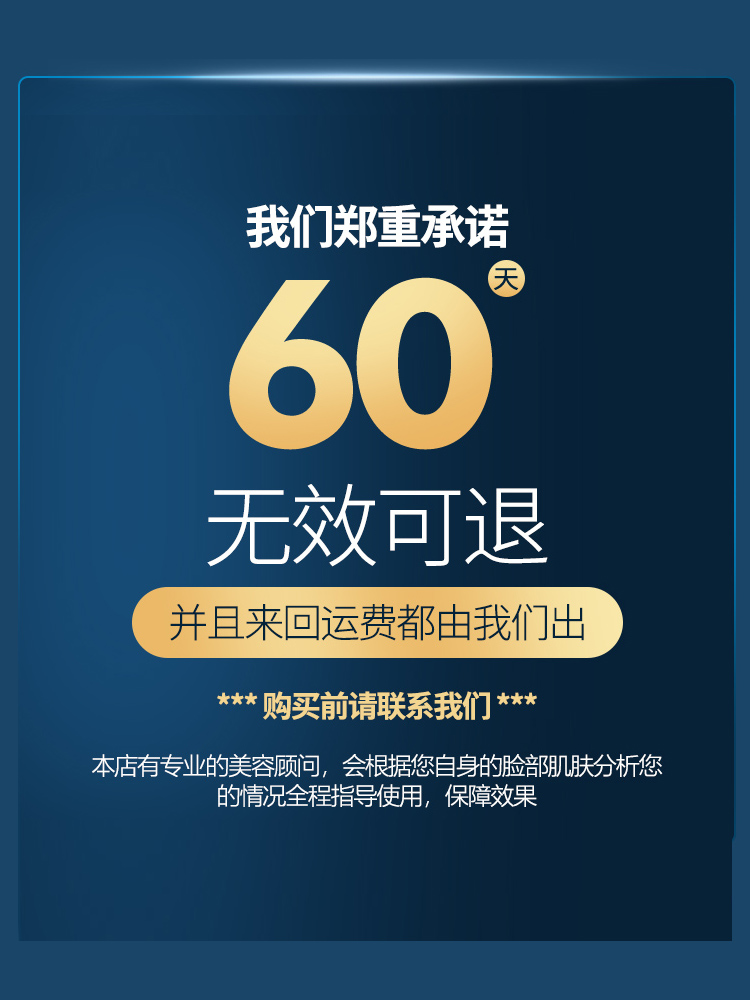 我们郑重承诺
60天
无效可退
并且来回运费都由我们出
*** 购买前请联系我们 ***
本店有专业的美容顾问，会根据您自身的脸部肌肤分析您
的情况全程指导使用，保障效果